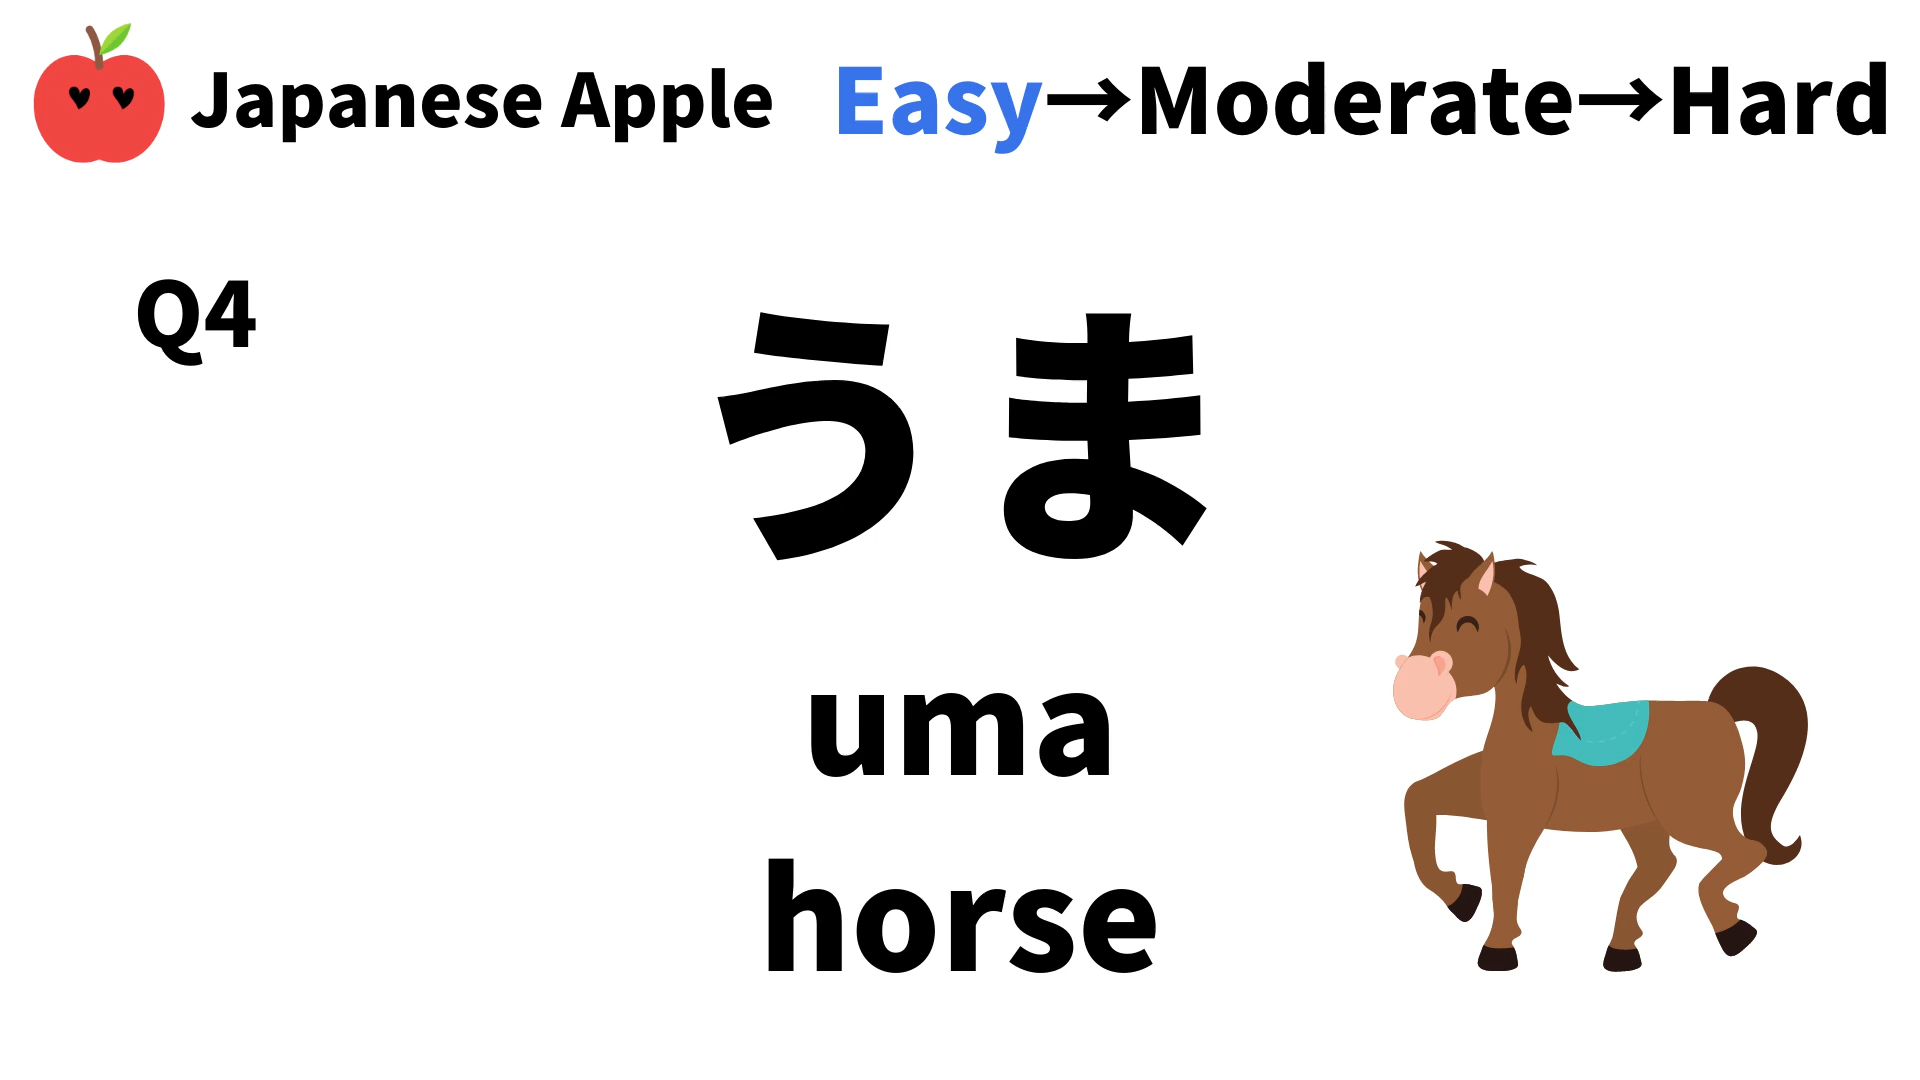 Japanese Apple
Easy→Moderate→Hard
Q4
うま
uma
horse